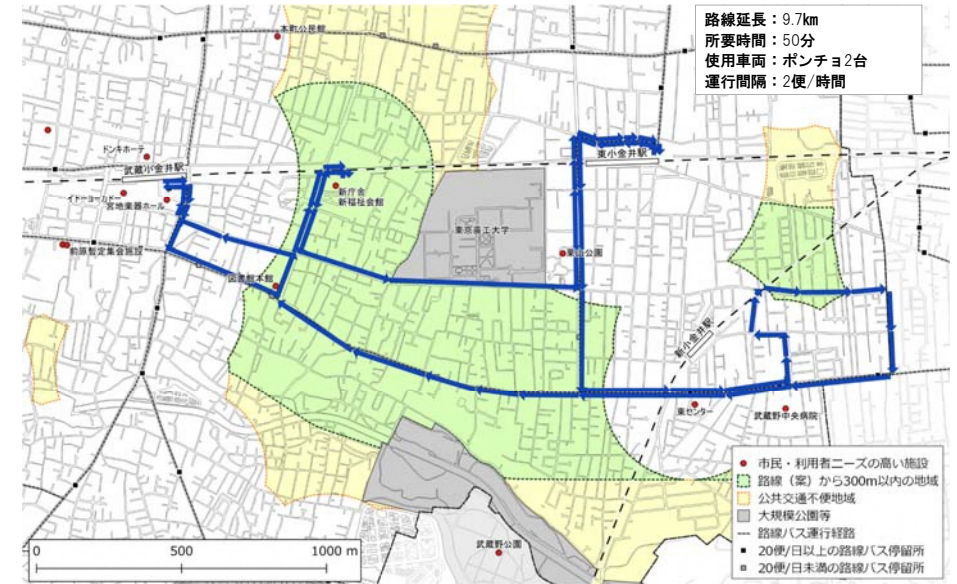 路線延長：9.7km
所要時間：50分
使用車両：ポンチョ2台
運行間隔：2便/時間
本町公民館
ドンキホーテ
武蔵小金井駅
東小金井駅
新庁舎
新福祉会館
イトーヨーカドー
宮地楽器ホール
東京農工大学
前原暫定集会施設
栗山公園
図書館本館
新小金井駅
東センター
武蔵野中央病院
武蔵野公園
市民・利用者ニーズの高い施設
路線（案）から300m以内の地域
公共交通不便地域
大規模公園等
路線バス運行経路
20便/日以上の路線バス停留所
20便/日未満の路線バス停留所
0 500 1000 m